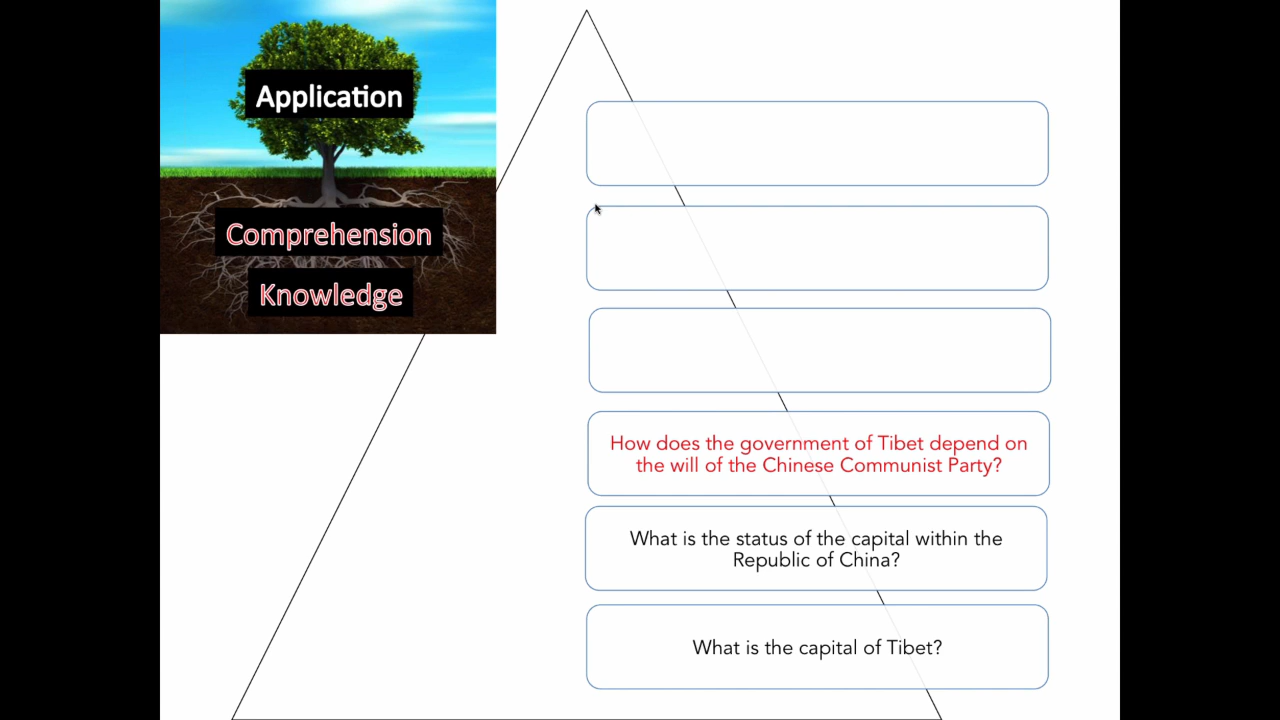 Application
Comprehension
Knowledge
How does the government of Tibet depend on
the will of the Chinese Communist Party?
What is the status of the capital within the
Republic of China?
What is the capital of Tibet?